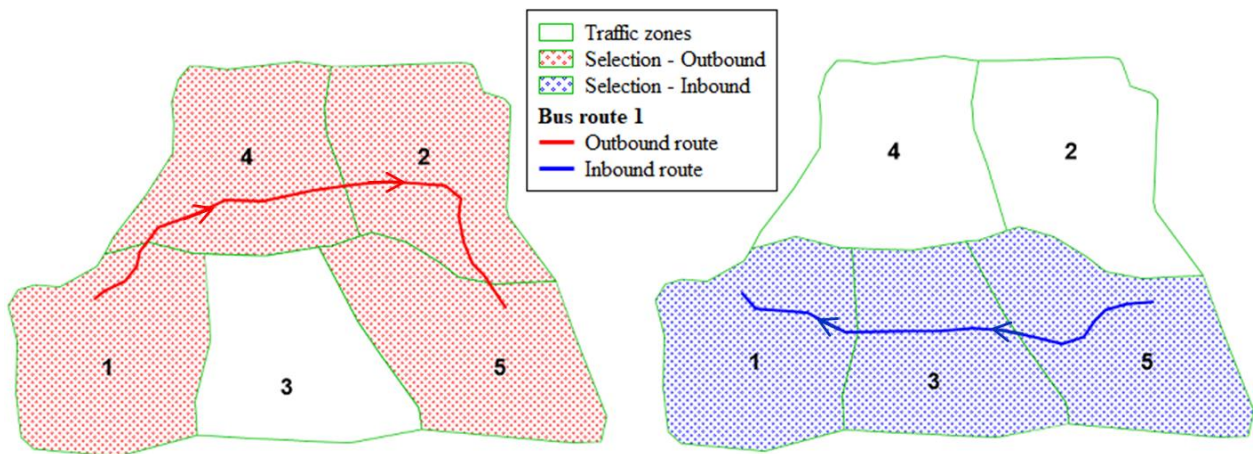 Traffic zones
Selection - Outbound
Selection - Inbound
Bus route 1
Outbound route
Inbound route
4
2
1
3
5
4
2
1
3
5